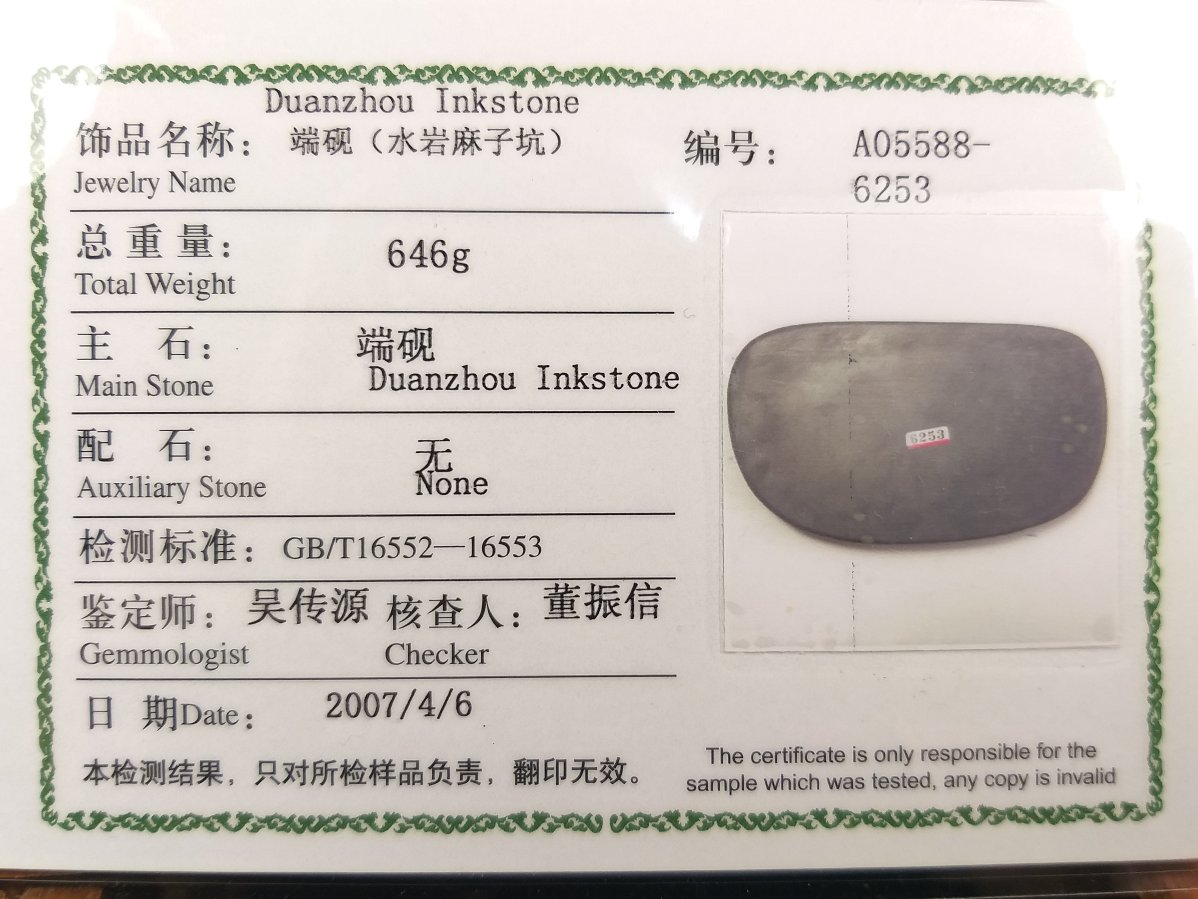 Duanzhou Inkstone
饰品名称： 端砚（水岩麻子坑）
Jewelry Name
编号： A05588-
6253
总重量： 646g
Total Weight
主 石： 端砚
Main Stone Duanzhou Inkstone
配 石： 无
Auxiliary Stone None
检测标准： GB/T16552—16553
鉴定师： 吴传源 核查人： 董振信
Gemmologist Checker
日 期Date： 2007/4/6
本检测结果，只对所检样品负责，翻印无效。
6253
The certificate is only responsible for the
sample which was tested, any copy is invalid